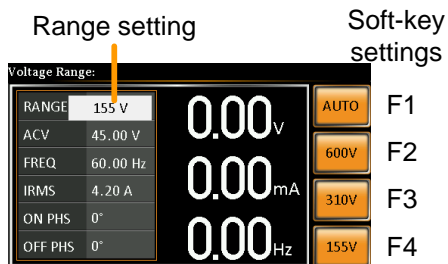 Range setting
Soft-key
settings
Voltage Range:
RANGE 155 V
ACV 45.00 V
FREQ 60.00 Hz
IRMS 4.20 A
ON PHS 0°
OFF PHS 0°
0.00V
0.00mA
0.00Hz
AUTO F1
600V F2
310V F3
155V F4